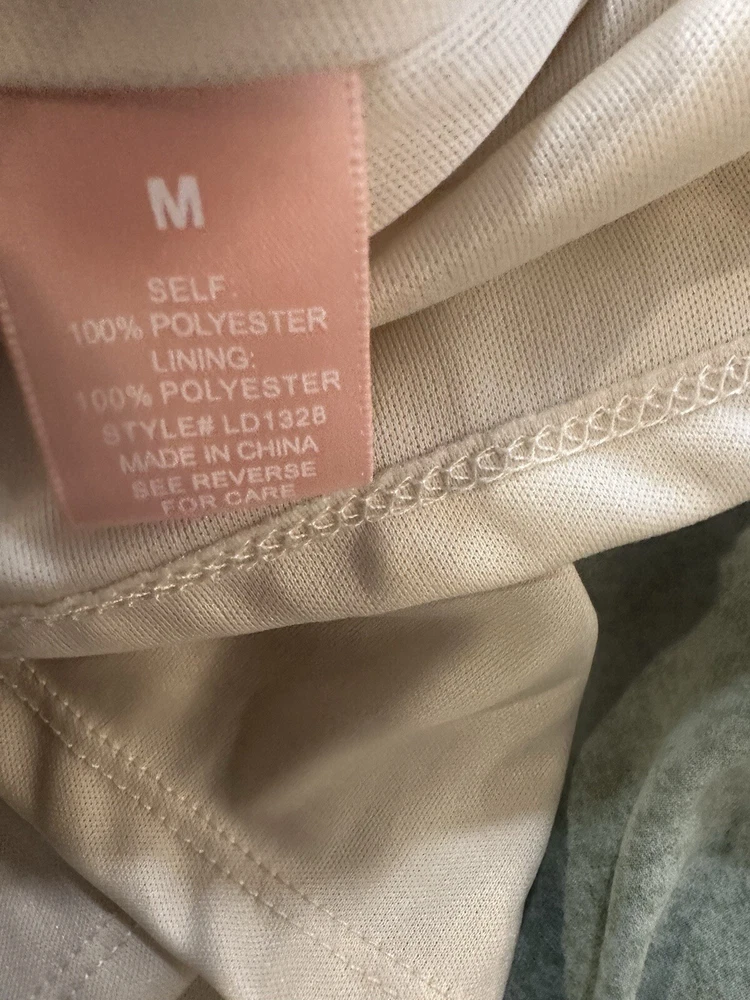 M
SELF:
100% POLYESTER
LINING:
100% POLYESTER
STYLE# LD1328
MADE IN CHINA
SEE REVERSE
FOR CARE